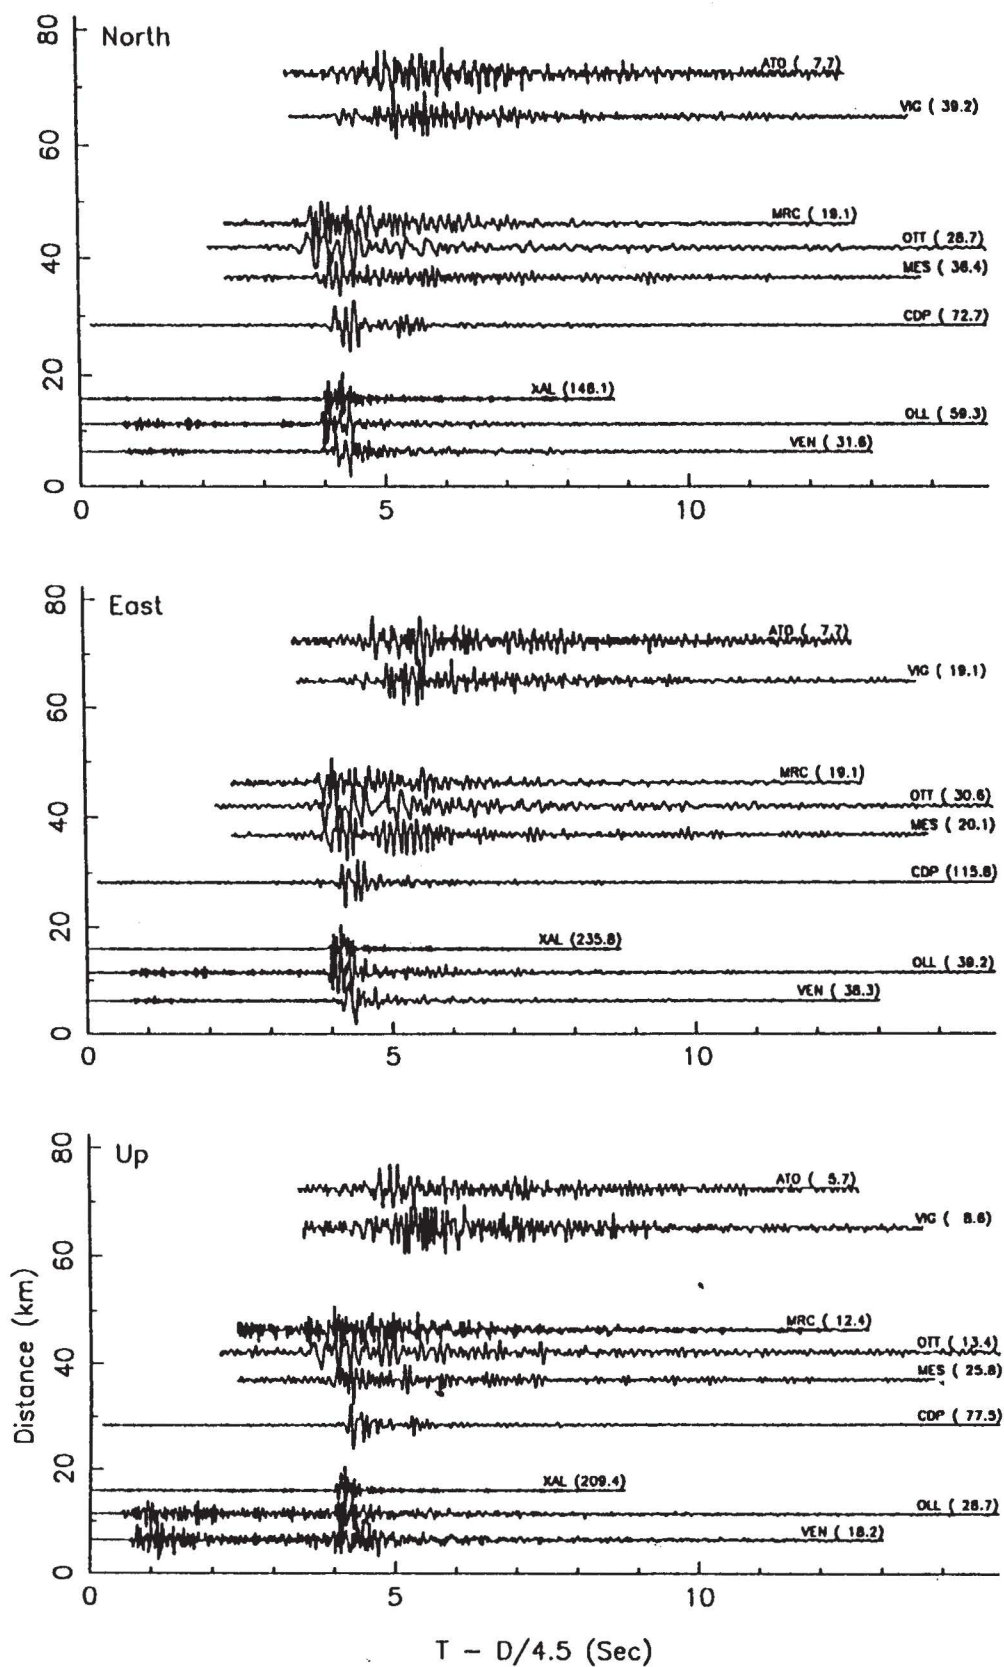 80
North
ATO ( 7.7)
VIG ( 39.2)
60
MRC ( 19.1)
OTT ( 28.7)
40
MES ( 36.4)
CDP ( 72.7)
20
XAL (148.1)
OLL ( 59.3)
VEN ( 31.6)
0
0 5 10
80
East
ATO ( 7.7)
VIG ( 19.1)
60
MRC ( 19.1)
OTT ( 30.6)
40
MES ( 20.1)
CDP (115.8)
20
XAL (235.8)
OLL ( 39.2)
VEN ( 38.3)
0
0 5 10
80
Up
ATO ( 5.7)
VIG ( 8.6)
60
MRC ( 12.4)
OTT ( 13.4)
40
MES ( 25.8)
CDP ( 77.5)
20
XAL (209.4)
OLL ( 28.7)
VEN ( 18.2)
0
0 5 10
Distance (km)
T - D/4.5 (Sec)